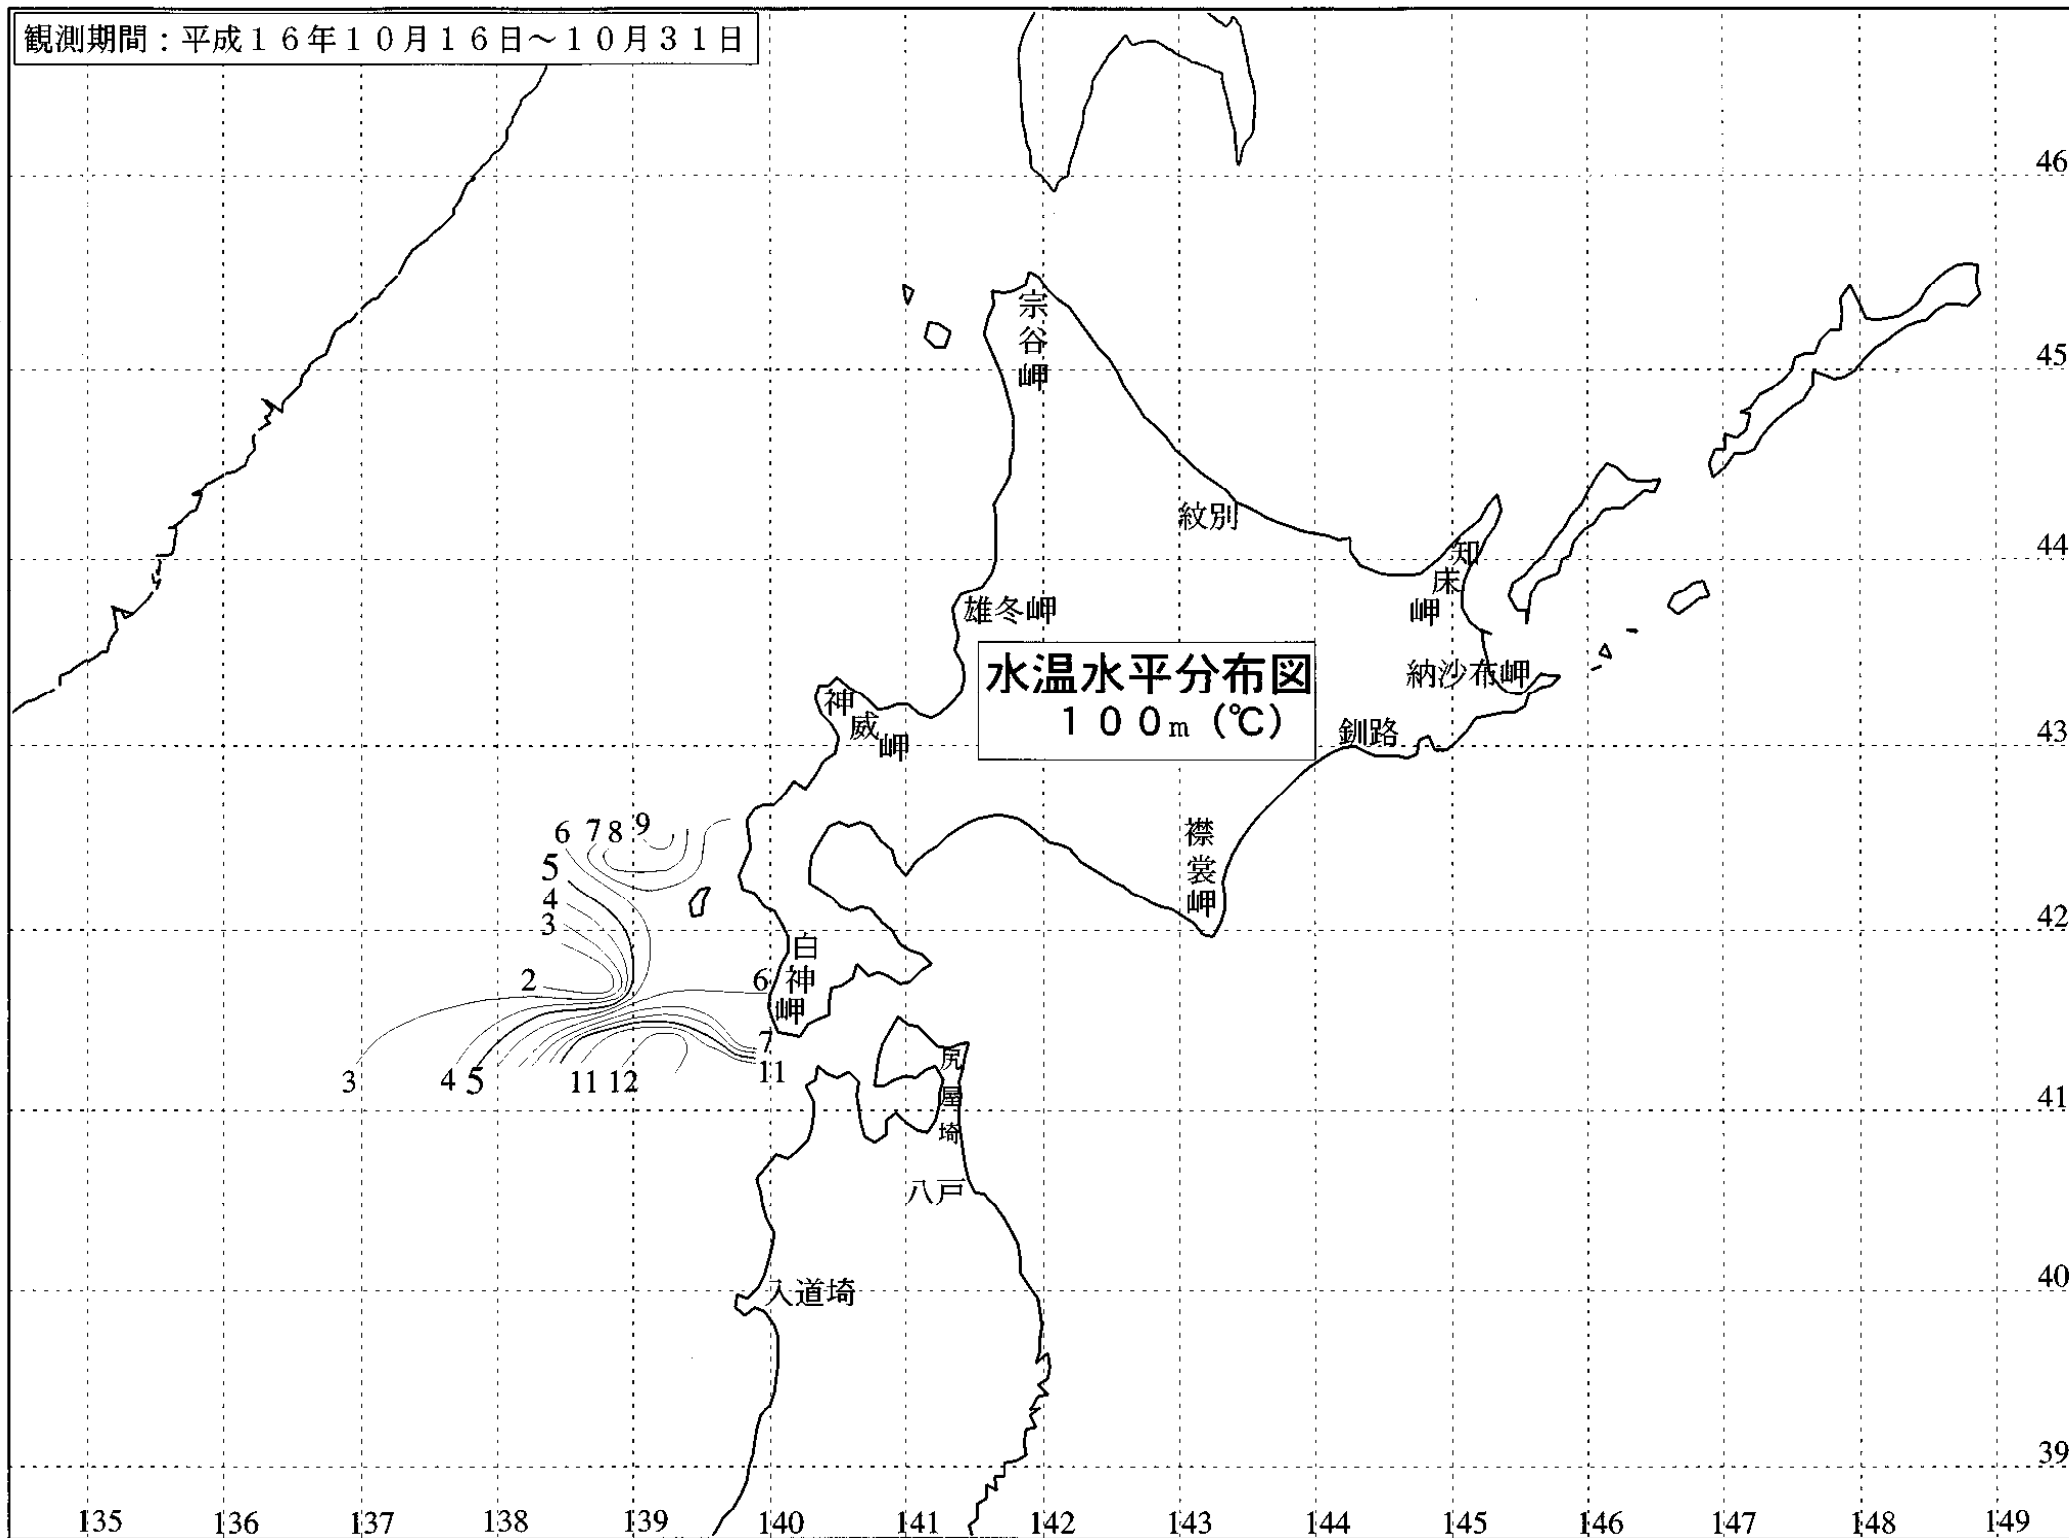 観測期間：平成１６年１０月１６日～１０月３１日
46
宗谷岬
45
紋別
44
知床岬
雄冬岬
水温水平分布図
１００ｍ（℃）
納沙布岬
神威岬
釧路
43
6 7 8 9
襟裳岬
5
4
3
42
白神岬
2
6
7
3 4 5 11 12 11
尻屋埼
41
八戸
入道埼
40
39
135 136 137 138 139 140 141 142 143 144 145 146 147 148 149